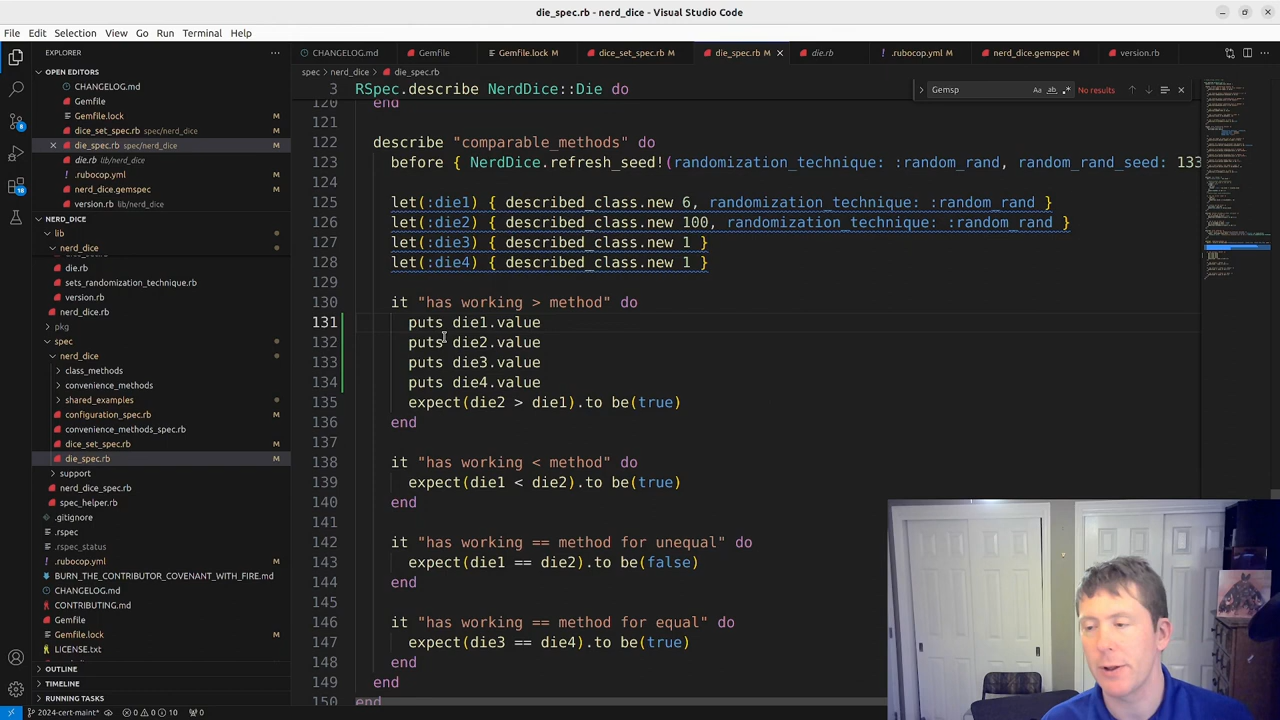 die_spec.rb - nerd_dice - Visual Studio Code
File Edit Selection View Go Run Terminal Help
EXPLORER
CHANGELOG.md Gemfile Gemfile.lock M dice_set_spec.rb M die_spec.rb M die.rb .rubocop.yml M nerd_dice.gemspec M version.rb
OPEN EDITORS
spec > nerd_dice > die_spec.rb
CHANGELOG.md
Gemfile
Gemfile.lock M
dice_set_spec.rb spec/nerd_dice M
die_spec.rb spec/nerd_dice M
die.rb lib/nerd_dice
.rubocop.yml M
nerd_dice.gemspec M
version.rb lib/nerd_dice
NERD_DICE
lib
nerd_dice
die.rb
sets_randomization_technique.rb
version.rb
nerd_dice.rb
pkg
spec
nerd_dice
class_methods
convenience_methods
shared_examples
configuration_spec.rb M
convenience_methods_spec.rb
dice_set_spec.rb M
die_spec.rb M
support
nerd_dice_spec.rb
spec_helper.rb
.gitignore
.rspec
.rspec_status
.rubocop.yml M
BURN_THE_CONTRIBUTOR_COVENANT_WITH_FIRE.md
CHANGELOG.md
CONTRIBUTING.md
Gemfile
Gemfile.lock M
LICENSE.txt
OUTLINE
TIMELINE
RUNNING TASKS
Gemsp Aa ab No results
3 RSpec.describe NerdDice::Die do
120 end
121
122 describe "comparable_methods" do
123 before { NerdDice.refresh_seed!(randomization_technique: :random_rand, random_rand_seed: 133
124
125 let(:die1) { described_class.new 6, randomization_technique: :random_rand }
126 let(:die2) { described_class.new 100, randomization_technique: :random_rand }
127 let(:die3) { described_class.new 1 }
128 let(:die4) { described_class.new 1 }
129
130 it "has working > method" do
131 puts die1.value
132 puts die2.value
133 puts die3.value
134 puts die4.value
135 expect(die2 > die1).to be(true)
136 end
137
138 it "has working < method" do
139 expect(die1 < die2).to be(true)
140 end
141
142 it "has working == method for unequal" do
143 expect(die1 == die2).to be(false)
144 end
145
146 it "has working == method for equal" do
147 expect(die3 == die4).to be(true)
148 end
149 end
150 end
2024-cert-maint* 0 0 10 0